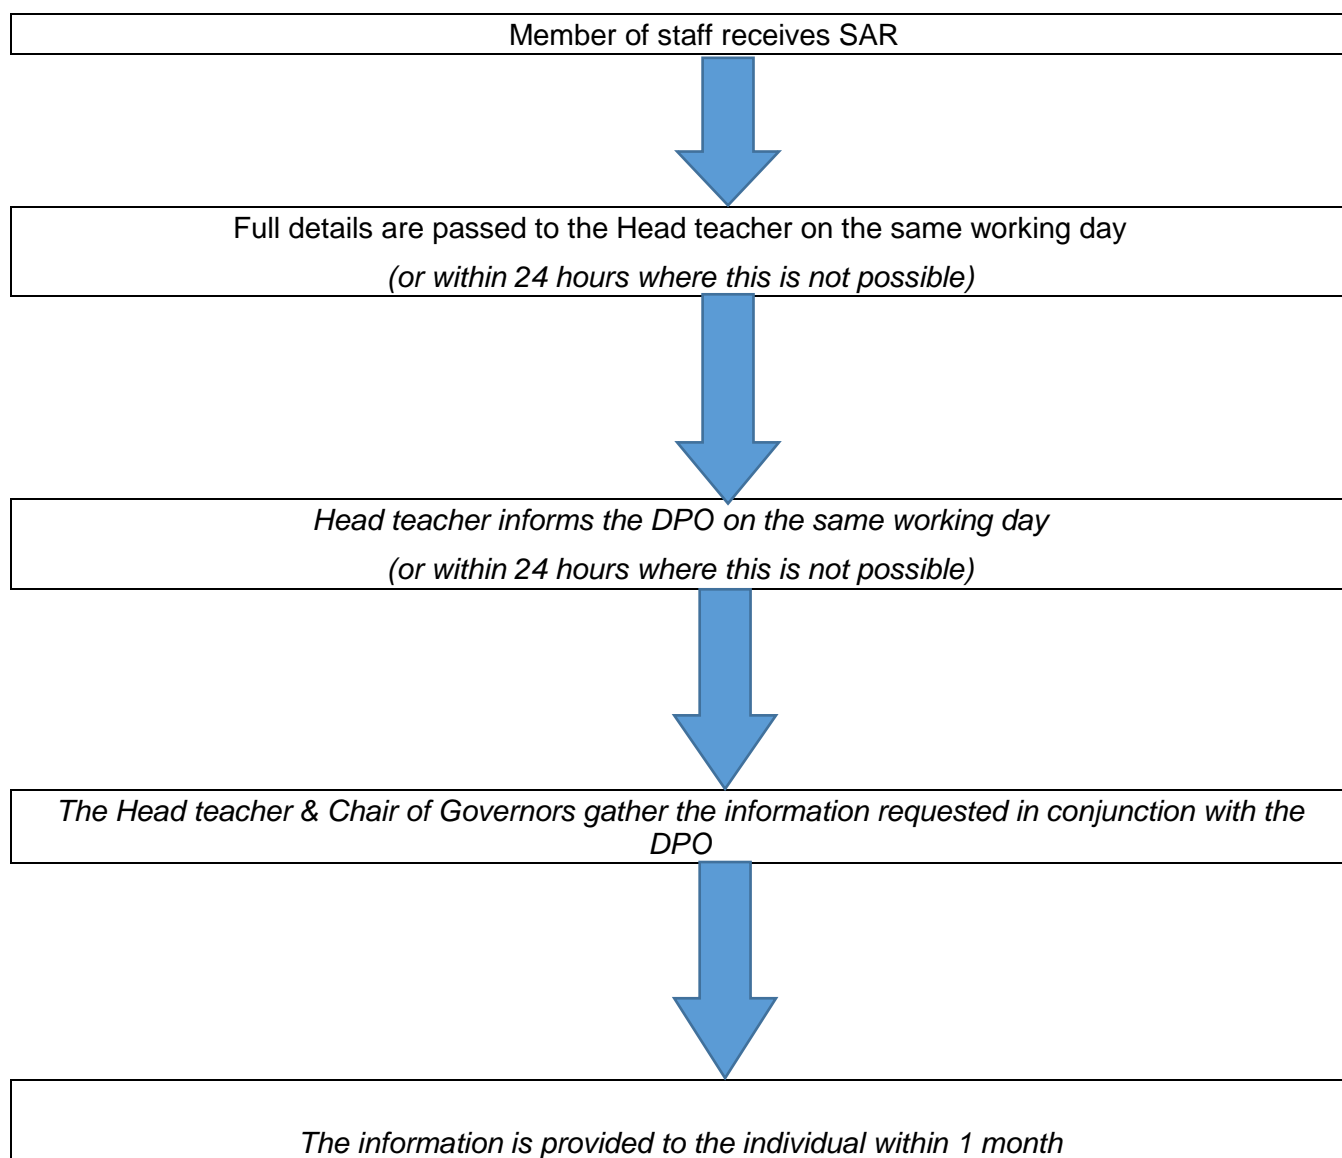 Member of staff receives SAR
Full details are passed to the Head teacher on the same working day
(or within 24 hours where this is not possible)
Head teacher informs the DPO on the same working day
(or within 24 hours where this is not possible)
The Head teacher & Chair of Governors gather the information requested in conjunction with the
DPO
The information is provided to the individual within 1 month